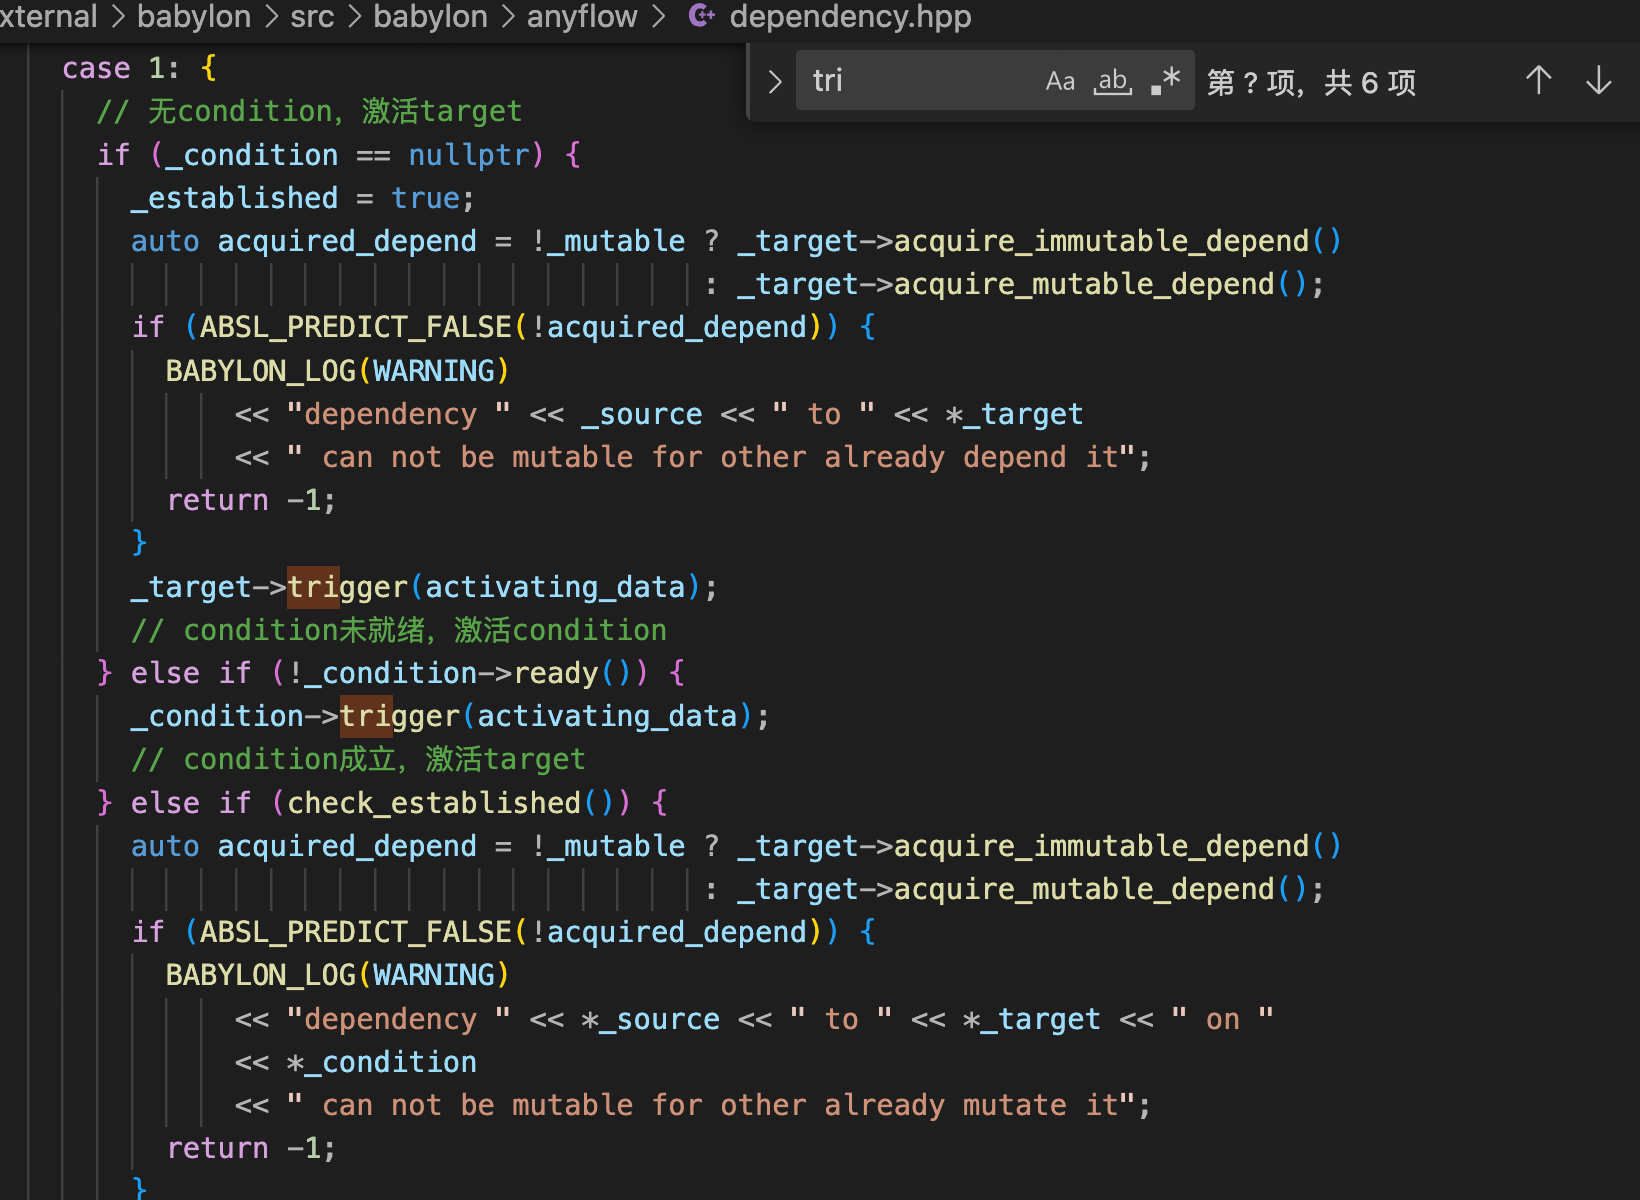 xternal > babylon > src > babylon > anyflow > dependency.hpp
tri Aa ab .* 第 ? 项, 共 6 项
case 1: {
// 无condition, 激活target
if (_condition == nullptr) {
_established = true;
auto acquired_depend = !_mutable ? _target->acquire_immutable_depend()
: _target->acquire_mutable_depend();
if (ABSL_PREDICT_FALSE(!acquired_depend)) {
BABYLON_LOG(WARNING)
<< "dependency " << _source << " to " << *_target
<< " can not be mutable for other already depend it";
return -1;
}
_target->trigger(activating_data);
// condition未就绪, 激活condition
} else if (!_condition->ready()) {
_condition->trigger(activating_data);
// condition成立, 激活target
} else if (check_established()) {
auto acquired_depend = !_mutable ? _target->acquire_immutable_depend()
: _target->acquire_mutable_depend();
if (ABSL_PREDICT_FALSE(!acquired_depend)) {
BABYLON_LOG(WARNING)
<< "dependency " << *_source << " to " << *_target << " on "
<< *_condition
<< " can not be mutable for other already mutate it";
return -1;
}